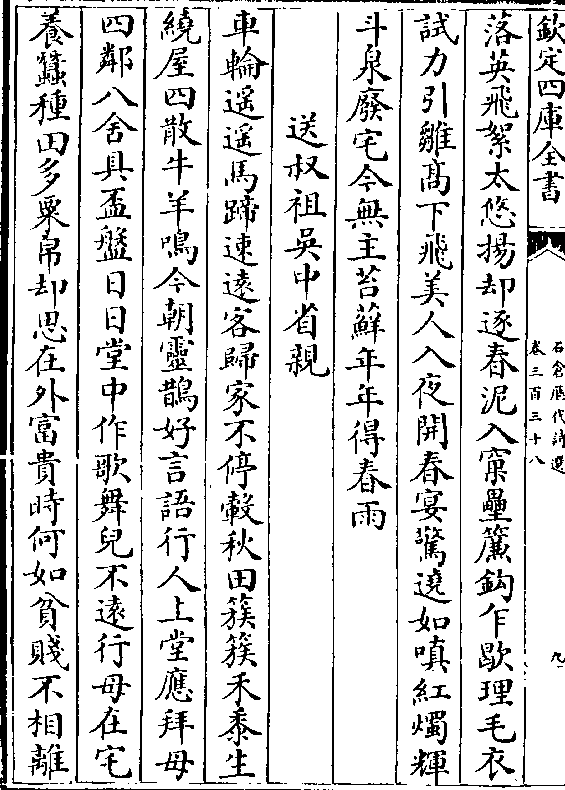 欽定四庫全書
石倉歷代詩選
卷三百三十八
九
落英飛絮太悠揚却逐春泥入窠壘簾鈎乍歇理毛衣
試力引雛髙下飛美人入夜開春宴驚遶如嗔紅燭輝
斗泉廢宅今無主苔蘚年年得春雨
送叔祖吳中省親
車輪遥遥馬蹄速逺客歸家不停轂秋田簇簇禾黍生
繞屋四散牛羊鳴今朝靈鵲好言語行人上堂應拜母
四鄰八舍具盃盤日日堂中作歌舞兒不逺行母在宅
養蠶種田多粟帛却思在外富貴時何如貧賤不相離